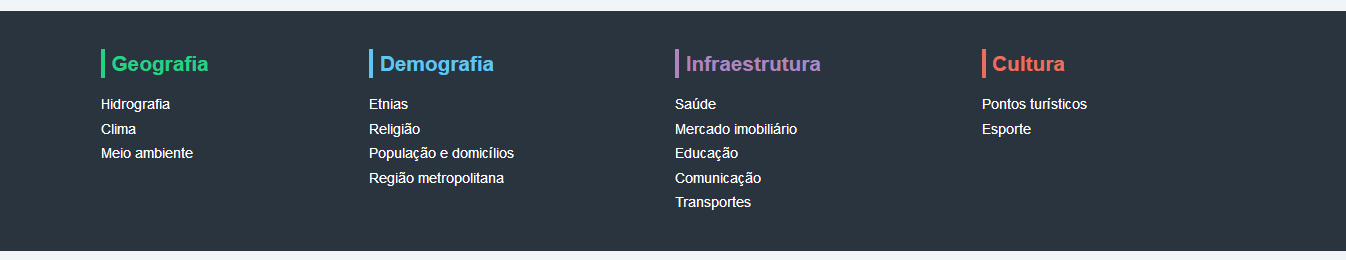 Geografia
Hidrografia
Clima
Meio ambiente
Demografia
Etnias
Religião
População e domicílios
Região metropolitana
Infraestrutura
Saúde
Mercado imobiliário
Educação
Comunicação
Transportes
Cultura
Pontos turísticos
Esporte